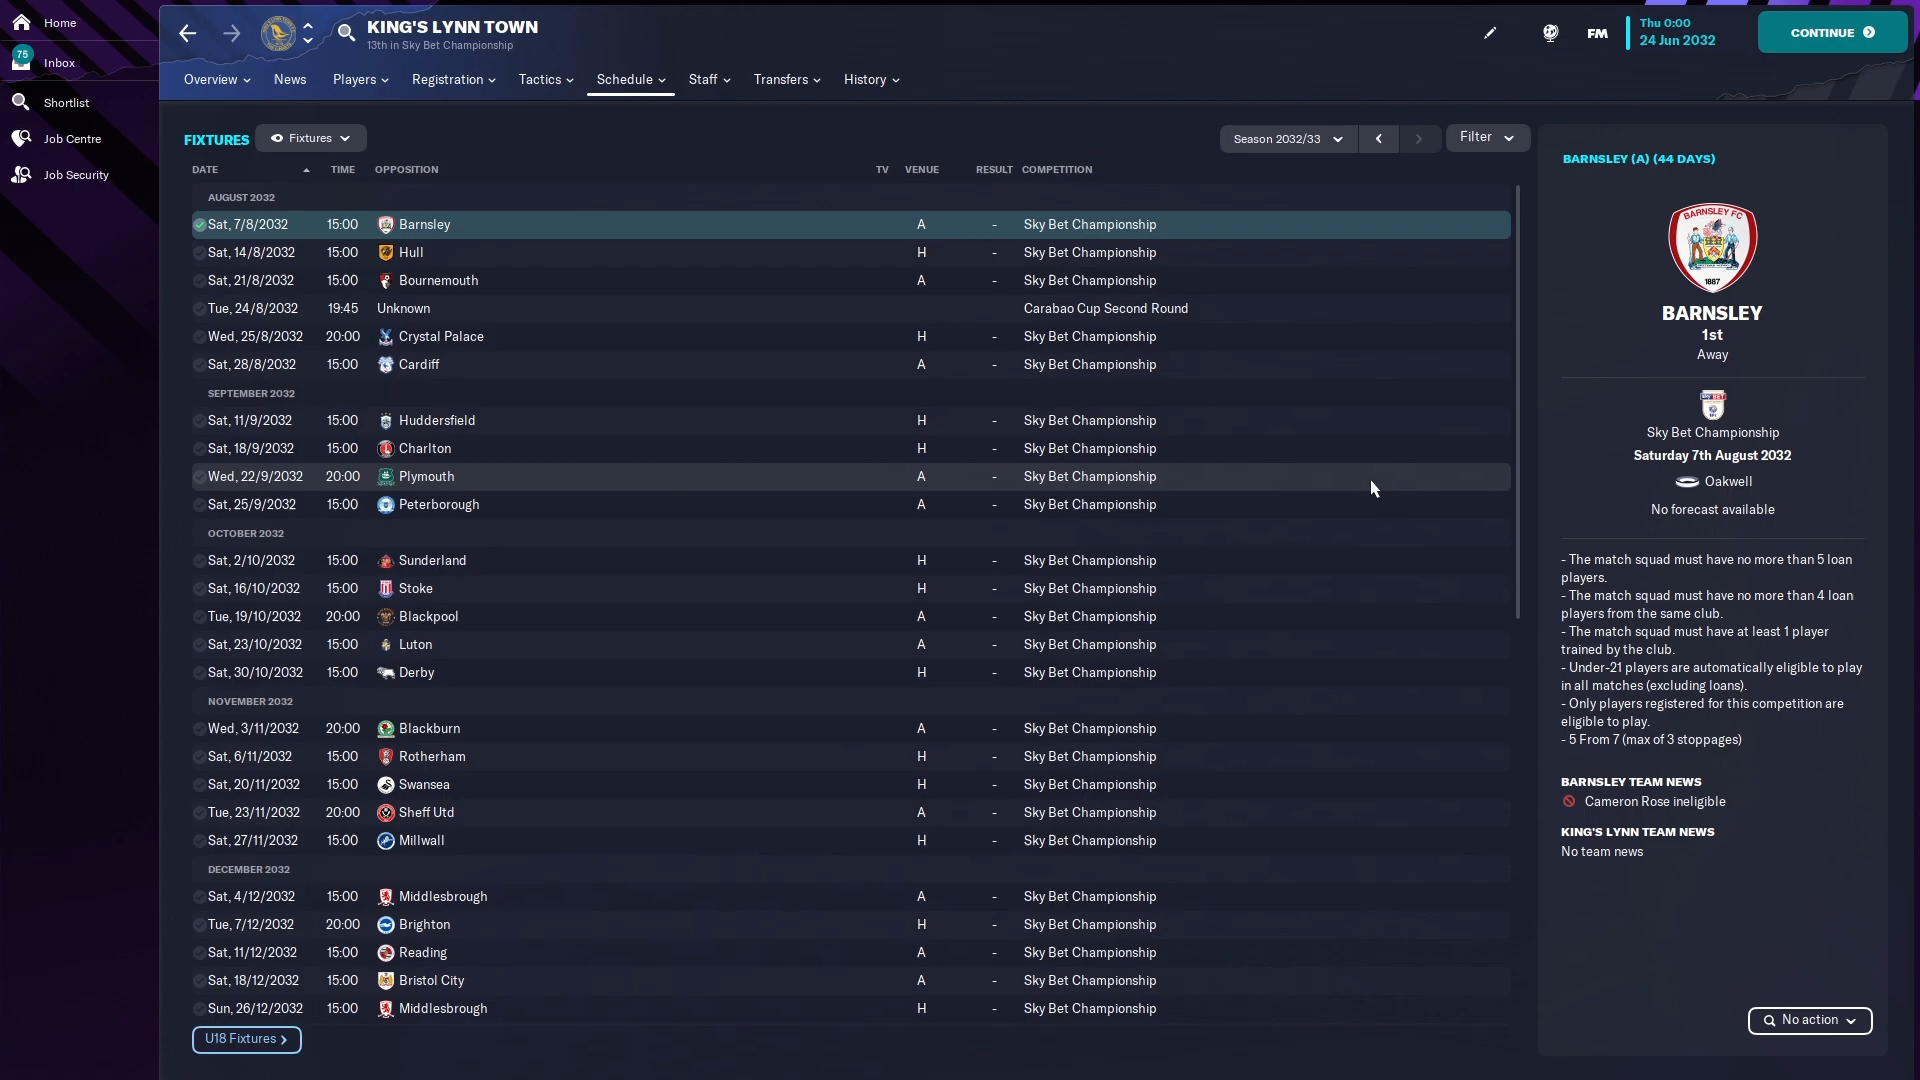 Home
75
Inbox
Shortlist
Job Centre
Job Security
KING'S LYNN TOWN
13th in Sky Bet Championship
FM
Thu 0:00
24 Jun 2032
CONTINUE
Overview News Players Registration Tactics Schedule Staff Transfers History
FIXTURES Fixtures Season 2032/33 Filter
DATE TIME OPPOSITION TV VENUE RESULT COMPETITION
AUGUST 2032
Sat, 7/8/2032 15:00 Barnsley A - Sky Bet Championship
Sat, 14/8/2032 15:00 Hull H - Sky Bet Championship
Sat, 21/8/2032 15:00 Bournemouth A - Sky Bet Championship
Tue, 24/8/2032 19:45 Unknown Carabao Cup Second Round
Wed, 25/8/2032 20:00 Crystal Palace H - Sky Bet Championship
Sat, 28/8/2032 15:00 Cardiff A - Sky Bet Championship
SEPTEMBER 2032
Sat, 11/9/2032 15:00 Huddersfield H - Sky Bet Championship
Sat, 18/9/2032 15:00 Charlton H - Sky Bet Championship
Wed, 22/9/2032 20:00 Plymouth A - Sky Bet Championship
Sat, 25/9/2032 15:00 Peterborough A - Sky Bet Championship
OCTOBER 2032
Sat, 2/10/2032 15:00 Sunderland H - Sky Bet Championship
Sat, 16/10/2032 15:00 Stoke H - Sky Bet Championship
Tue, 19/10/2032 20:00 Blackpool A - Sky Bet Championship
Sat, 23/10/2032 15:00 Luton A - Sky Bet Championship
Sat, 30/10/2032 15:00 Derby H - Sky Bet Championship
NOVEMBER 2032
Wed, 3/11/2032 20:00 Blackburn A - Sky Bet Championship
Sat, 6/11/2032 15:00 Rotherham H - Sky Bet Championship
Sat, 20/11/2032 15:00 Swansea H - Sky Bet Championship
Tue, 23/11/2032 20:00 Sheff Utd A - Sky Bet Championship
Sat, 27/11/2032 15:00 Millwall H - Sky Bet Championship
DECEMBER 2032
Sat, 4/12/2032 15:00 Middlesbrough A - Sky Bet Championship
Tue, 7/12/2032 20:00 Brighton H - Sky Bet Championship
Sat, 11/12/2032 15:00 Reading A - Sky Bet Championship
Sat, 18/12/2032 15:00 Bristol City A - Sky Bet Championship
Sun, 26/12/2032 15:00 Middlesbrough H - Sky Bet Championship
U18 Fixtures
BARNSLEY (A) (44 DAYS)
BARNSLEY FC
1887
BARNSLEY
1st
Away
SKY BET
EFL
Sky Bet Championship
Saturday 7th August 2032
Oakwell
No forecast available
- The match squad must have no more than 5 loan
players.
- The match squad must have no more than 4 loan
players from the same club.
- The match squad must have at least 1 player
trained by the club.
- Under-21 players are automatically eligible to play
in all matches (excluding loans).
- Only players registered for this competition are
eligible to play.
- 5 From 7 (max of 3 stoppages)
BARNSLEY TEAM NEWS
Cameron Rose ineligible
KING'S LYNN TEAM NEWS
No team news
No action